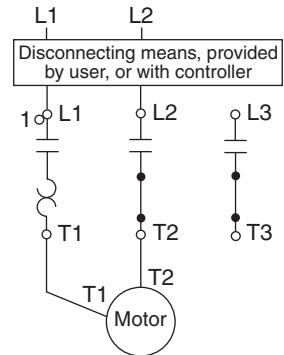 L1 L2
Disconnecting means, provided
by user, or with controller
1 L1 L2 L3
T1 T2 T3
T1 T2
Motor